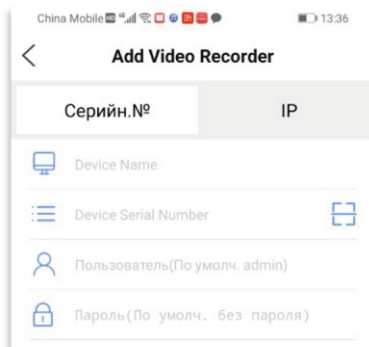 China Mobile 13:36
Add Video Recorder
Серийн.№ IP
Device Name
Device Serial Number
Пользователь(По умолч. admin)
Пароль(По умолч. без пароля)